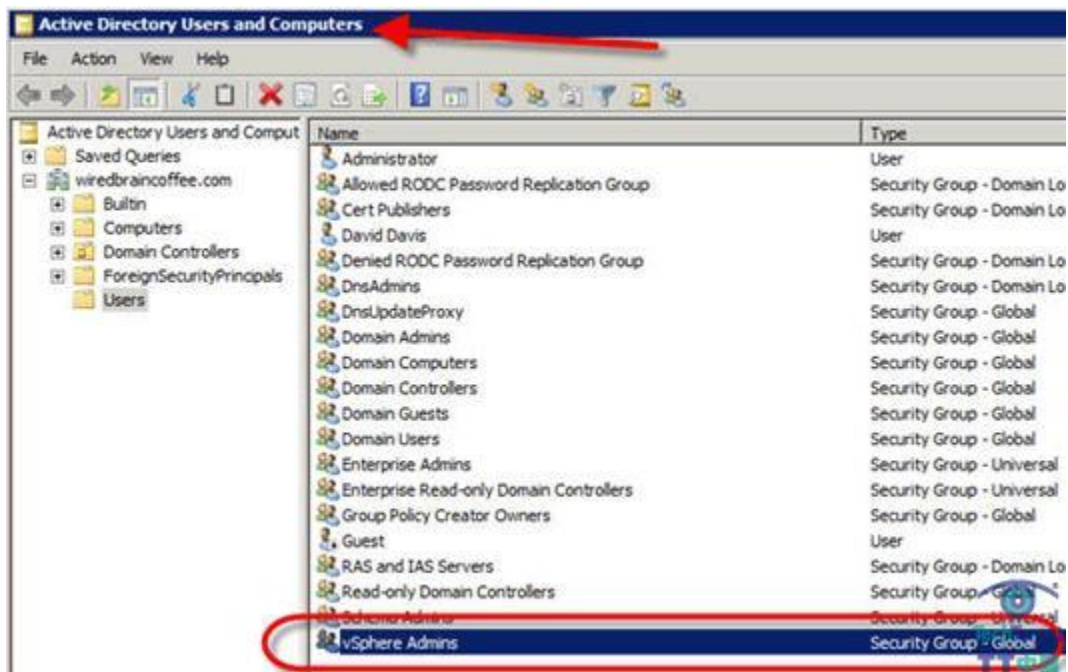 Active Directory Users and Computers
File Action View Help
Active Directory Users and Comput
Saved Queries
wiredbraincoffee.com
Builtin
Computers
Domain Controllers
ForeignSecurityPrincipals
Users
Name Type
Administrator User
Allowed RODC Password Replication Group Security Group - Domain Lo
Cert Publishers Security Group - Domain Lo
David Davis User
Denied RODC Password Replication Group Security Group - Domain Lo
DnsAdmins Security Group - Domain Lo
DnsUpdateProxy Security Group - Global
Domain Admins Security Group - Global
Domain Computers Security Group - Global
Domain Controllers Security Group - Global
Domain Guests Security Group - Global
Domain Users Security Group - Global
Enterprise Admins Security Group - Universal
Enterprise Read-only Domain Controllers Security Group - Universal
Group Policy Creator Owners Security Group - Global
Guest User
RAS and IAS Servers Security Group - Domain Lo
Read-only Domain Controllers Security Group - Global
Schema Admins Security Group - Universal
vSphere Admins Security Group - Global